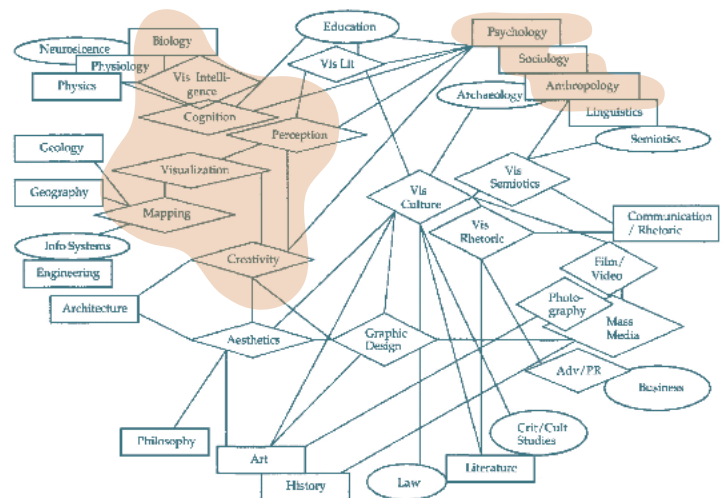 Education
Psychology
Biology
Neurosicence
Vis Lit
Sociology
Physiology
Vis Intelli-
gence
Physics
Anthropology
Archaeology
Cognition
Linguistics
Perception
Semiotics
Geology
Visualization
Vis
Semiotics
Geography
Vis
Culture
Mapping
Vis
Rhetoric
Communication
/ Rhetoric
Info Systems
Creativity
Film/
Video
Engineering
Photo-
graphy
Architecture
Mass
Media
Aesthetics
Graphic
Design
Adv/PR
Business
Philosophy
Crit/Cult
Studies
Art
Literature
History
Law